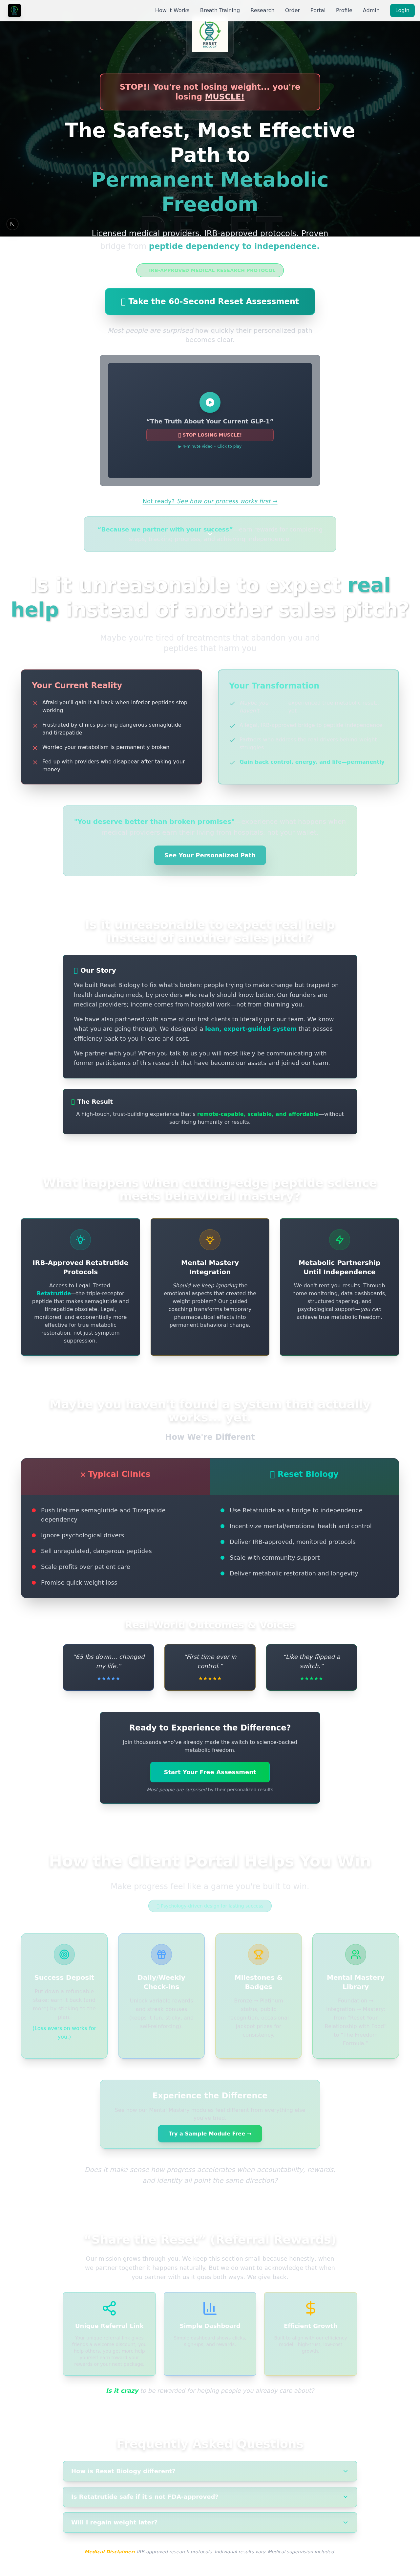 How It Works
Breath Training
Research
Order
Portal
Profile
Admin
Login
RESET
STOP!! You're not losing weight... you're
losing MUSCLE!
The Safest, Most Effective
Path to
Permanent Metabolic
Freedom
Licensed medical providers. IRB-approved protocols. Proven
bridge from peptide dependency to independence.
IRB-APPROVED MEDICAL RESEARCH PROTOCOL
Take the 60-Second Reset Assessment
Most people are surprised how quickly their personalized path
becomes clear.
"The Truth About Your Current GLP-1"
STOP LOSING MUSCLE!
4-minute video • Click to play
Not ready? See how our process works first →
"Because we partner with your success"
Is it unreasonable to expect real
help instead of another sales pitch?
Maybe you're tired of treatments that abandon you and
peptides that harm you.
Your Current Reality
Afraid you'll gain it all back when inferior peptides stop
working
Frustrated by clinics pushing dangerous semaglutide
and tirzepatide
Worried your metabolism is permanently broken
Fed up with providers who disappear after taking your
money
Your Transformation
Gain back control, energy, and life—permanently
"You deserve better than broken promises"
See Your Personalized Path
Is it unreasonable to expect real help
instead of another sales pitch?
Our Story
We built Reset Biology to fix what's broken: people trying to make change but trapped on
health damaging meds, by providers who really should know better. Our founders are
medical providers; income comes from hospital work—not from churning you.
We have also partnered with some of our first clients to literally join our team. We know
what you are going through. We designed a lean, expert-guided system that passes
efficiency back to you in care and cost.
We partner with you! When you talk to us you will most likely be communicating with
former participants of this research that have become our assets and joined our team.
The Result
A high-touch, trust-building experience that's remote-capable, scalable, and affordable—without
sacrificing humanity or results.
What happens when cutting-edge peptide science
meets behavioral mastery?
IRB-Approved Retatrutide
Protocols
Access to Legal. Tested.
Retatrutide—the triple-receptor
peptide that makes semaglutide and
tirzepatide obsolete. Legal,
monitored, and exponentially more
effective for true metabolic
restoration, not just symptom
suppression.
Mental Mastery
Integration
Should we keep ignoring the
emotional aspects that created the
weight problem? Our guided
coaching transforms temporary
pharmaceutical effects into
permanent behavioral change.
Metabolic Partnership
Until Independence
We don't rent you results. Through
home monitoring, data dashboards,
structured tapering, and
psychological support—you can
achieve true metabolic freedom.
Maybe you haven't found a system that actually
works... yet.
How We're Different
Typical Clinics
Reset Biology
Push lifetime semaglutide and Tirzepatide
dependency
Ignore psychological drivers
Sell unregulated, dangerous peptides
Scale profits over patient care
Promise quick weight loss
Use Retatrutide as a bridge to independence
Incentivize mental/emotional health and control
Deliver IRB-approved, monitored protocols
Scale with community support
Deliver metabolic restoration and longevity
Real-World Outcomes & Voices
"65 lbs down... changed
my life."
★★★★★
"First time ever in
control."
★★★★★
"Like they flipped a
switch."
★★★★★
Ready to Experience the Difference?
Join thousands who've already made the switch to science-backed
metabolic freedom.
Start Your Free Assessment
Most people are surprised by their personalized results
How the Client Portal Helps You Win
Make progress feel like a game you're built to win.
Success Deposit
(Loss aversion works for
you.)
Daily/Weekly
Check-Ins
Milestones &
Badges
Mental Mastery
Library
Experience the Difference
Try a Sample Module Free →
Does it make sense how progress accelerates when accountability, rewards,
and identity all point the same direction?
"Share the Reset" (Referral Rewards)
Our mission grows through you. We keep this section small because honestly, when
we partner together it happens naturally. But we do want to acknowledge that when
you partner with us it goes both ways. We give back.
Unique Referral Link
Simple Dashboard
Efficient Growth
Is it crazy to be rewarded for helping people you already care about?
Frequently Asked Questions
How is Reset Biology different?
Is Retatrutide safe if it's not FDA-approved?
Will I regain weight later?
Medical Disclaimer: IRB-approved research protocols. Individual results vary. Medical supervision included.